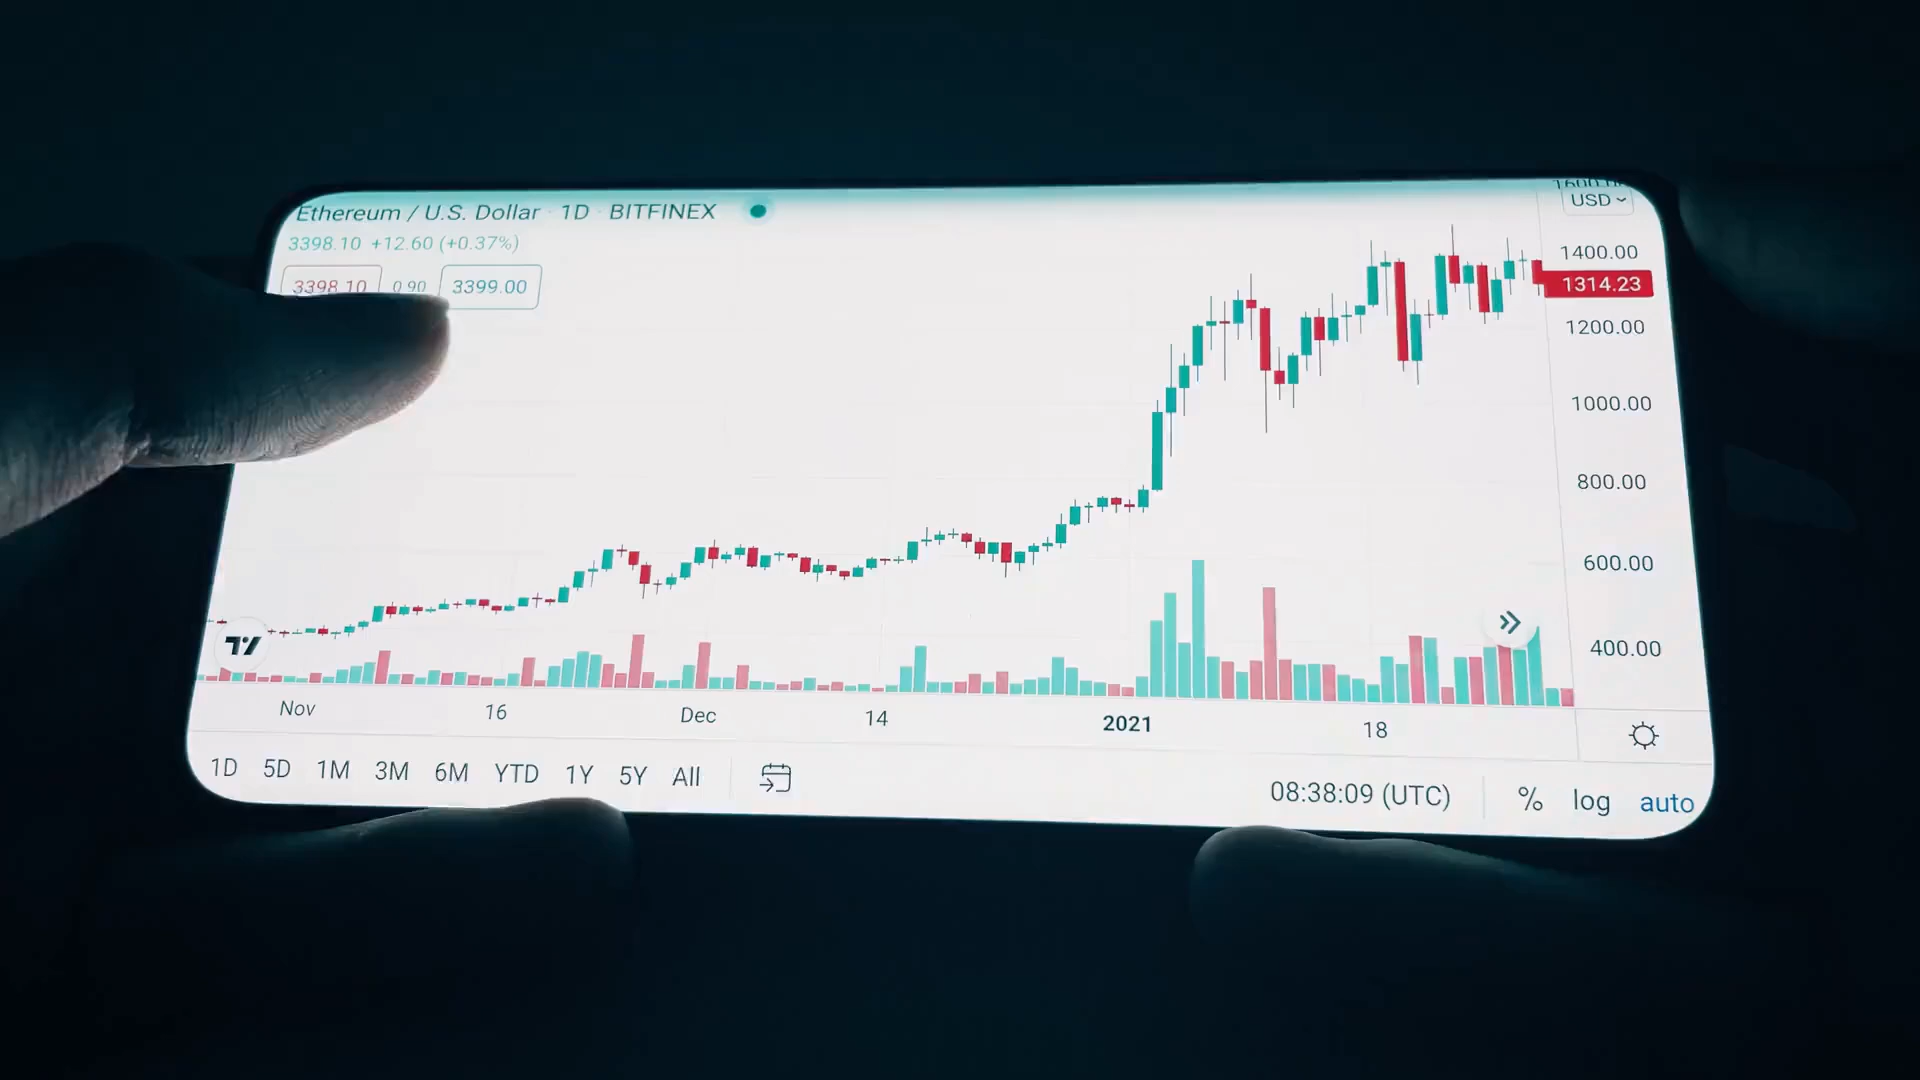 Ethereum / U.S. Dollar · 1D · BITFINEX
3398.10 +12.60 (+0.37%)
3398.10 0.90 3399.00
1600.00
USD
1400.00
1314.23
1200.00
1000.00
800.00
600.00
400.00
Nov 16 Dec 14 2021 18
1D 5D 1M 3M 6M YTD 1Y 5Y All
08:38:09 (UTC) % log auto